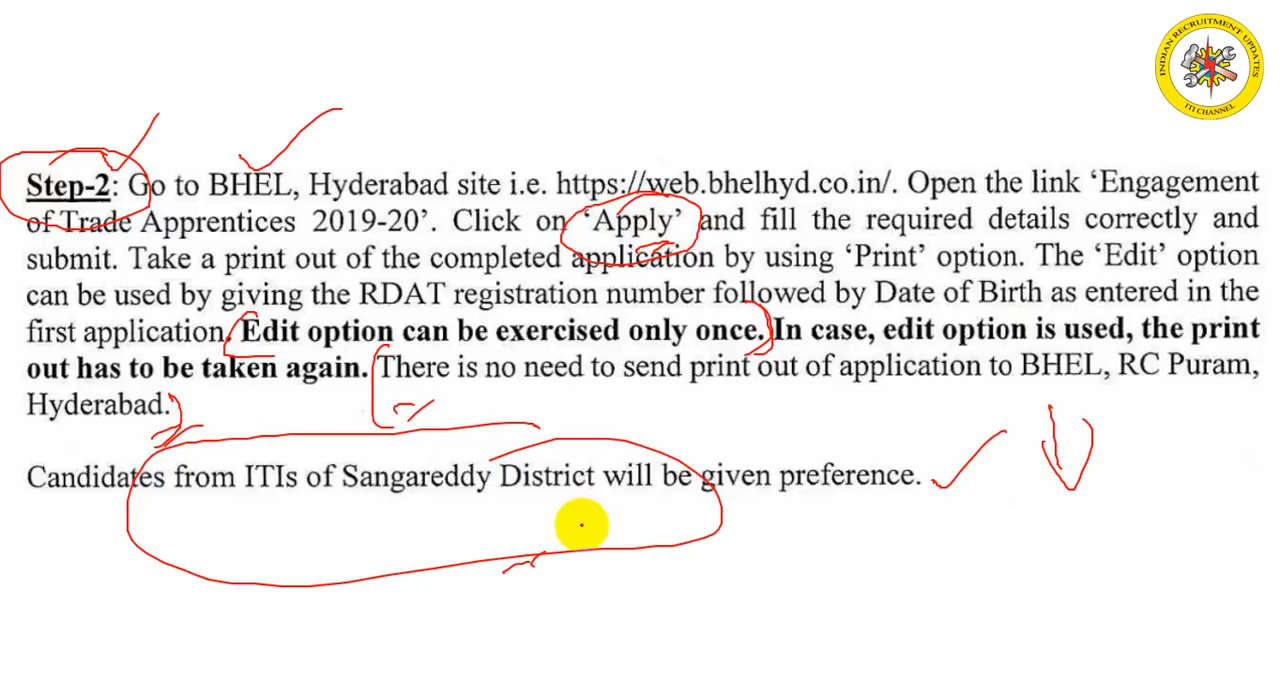 INDIAN RECRUITMENT UPDATES
ITI CHANNEL
Step-2: Go to BHEL, Hyderabad site i.e. https://web.bhelhyd.co.in/. Open the link ‘Engagement
of Trade Apprentices 2019-20’. Click on ‘Apply’ and fill the required details correctly and
submit. Take a print out of the completed application by using ‘Print’ option. The ‘Edit’ option
can be used by giving the RDAT registration number followed by Date of Birth as entered in the
first application. Edit option can be exercised only once. In case, edit option is used, the print
out has to be taken again. There is no need to send print out of application to BHEL, RC Puram,
Hyderabad.
Candidates from ITIs of Sangareddy District will be given preference.